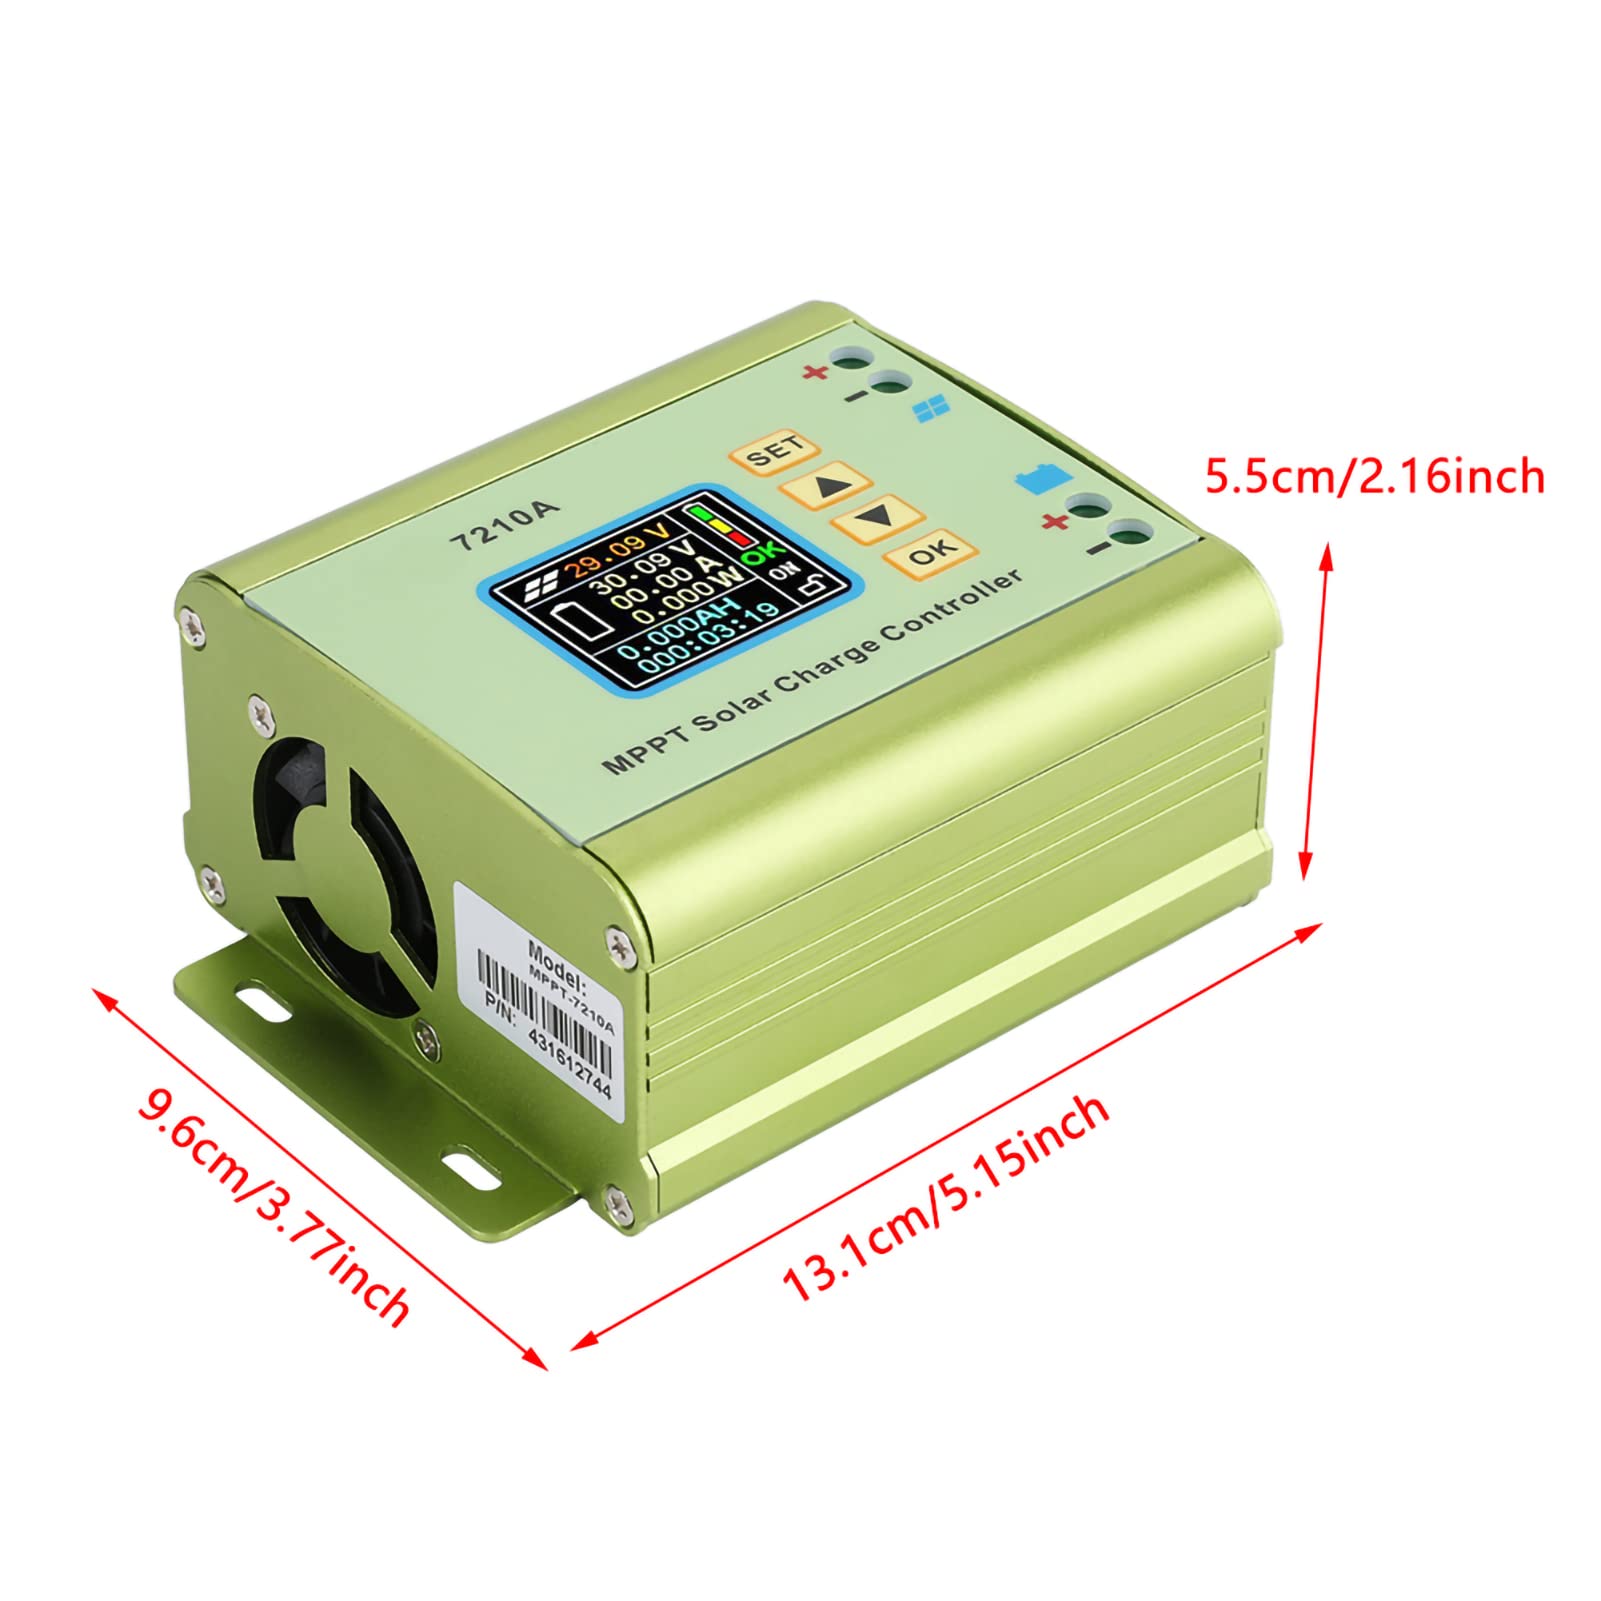 5.5cm/2.16inch
+
−
SET
▲
▼
OK
+
−
7210A
29.09 V
30.09 V
00.00 A
0.000W
0.000AH
000:03:19
OK
ON
MPPT Solar Charge Controller
Model:
MPPT-7210A
P/N: 431612744
9.6cm/3.77inch
13.1cm/5.15inch